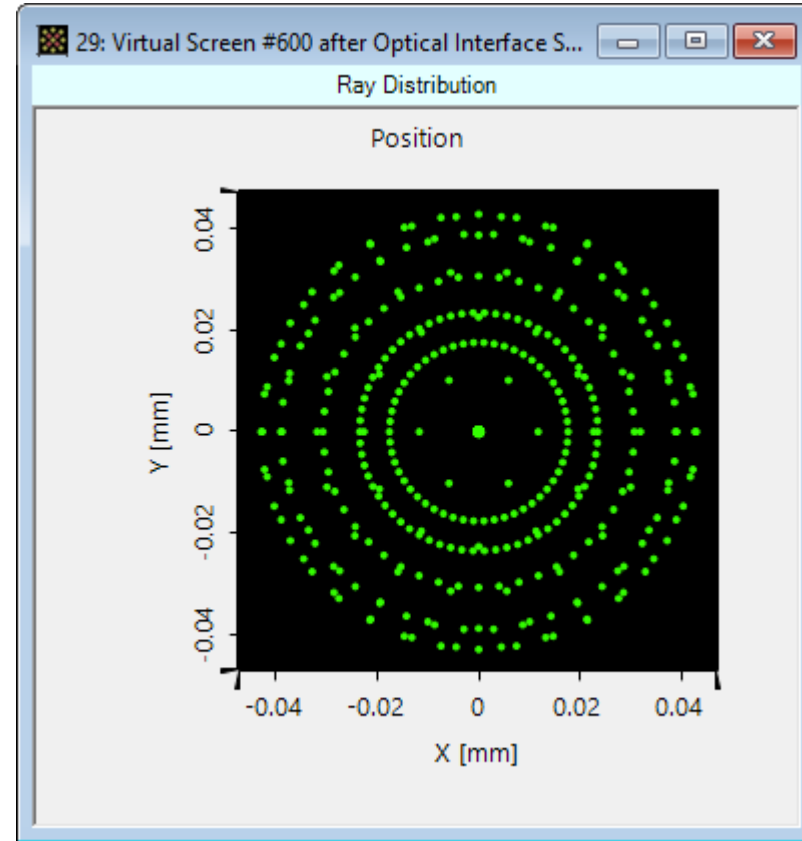 29: Virtual Screen #600 after Optical Interface S...
Ray Distribution
Position
0.04
0.02
0
-0.02
-0.04
Y [mm]
-0.04 -0.02 0 0.02 0.04
X [mm]